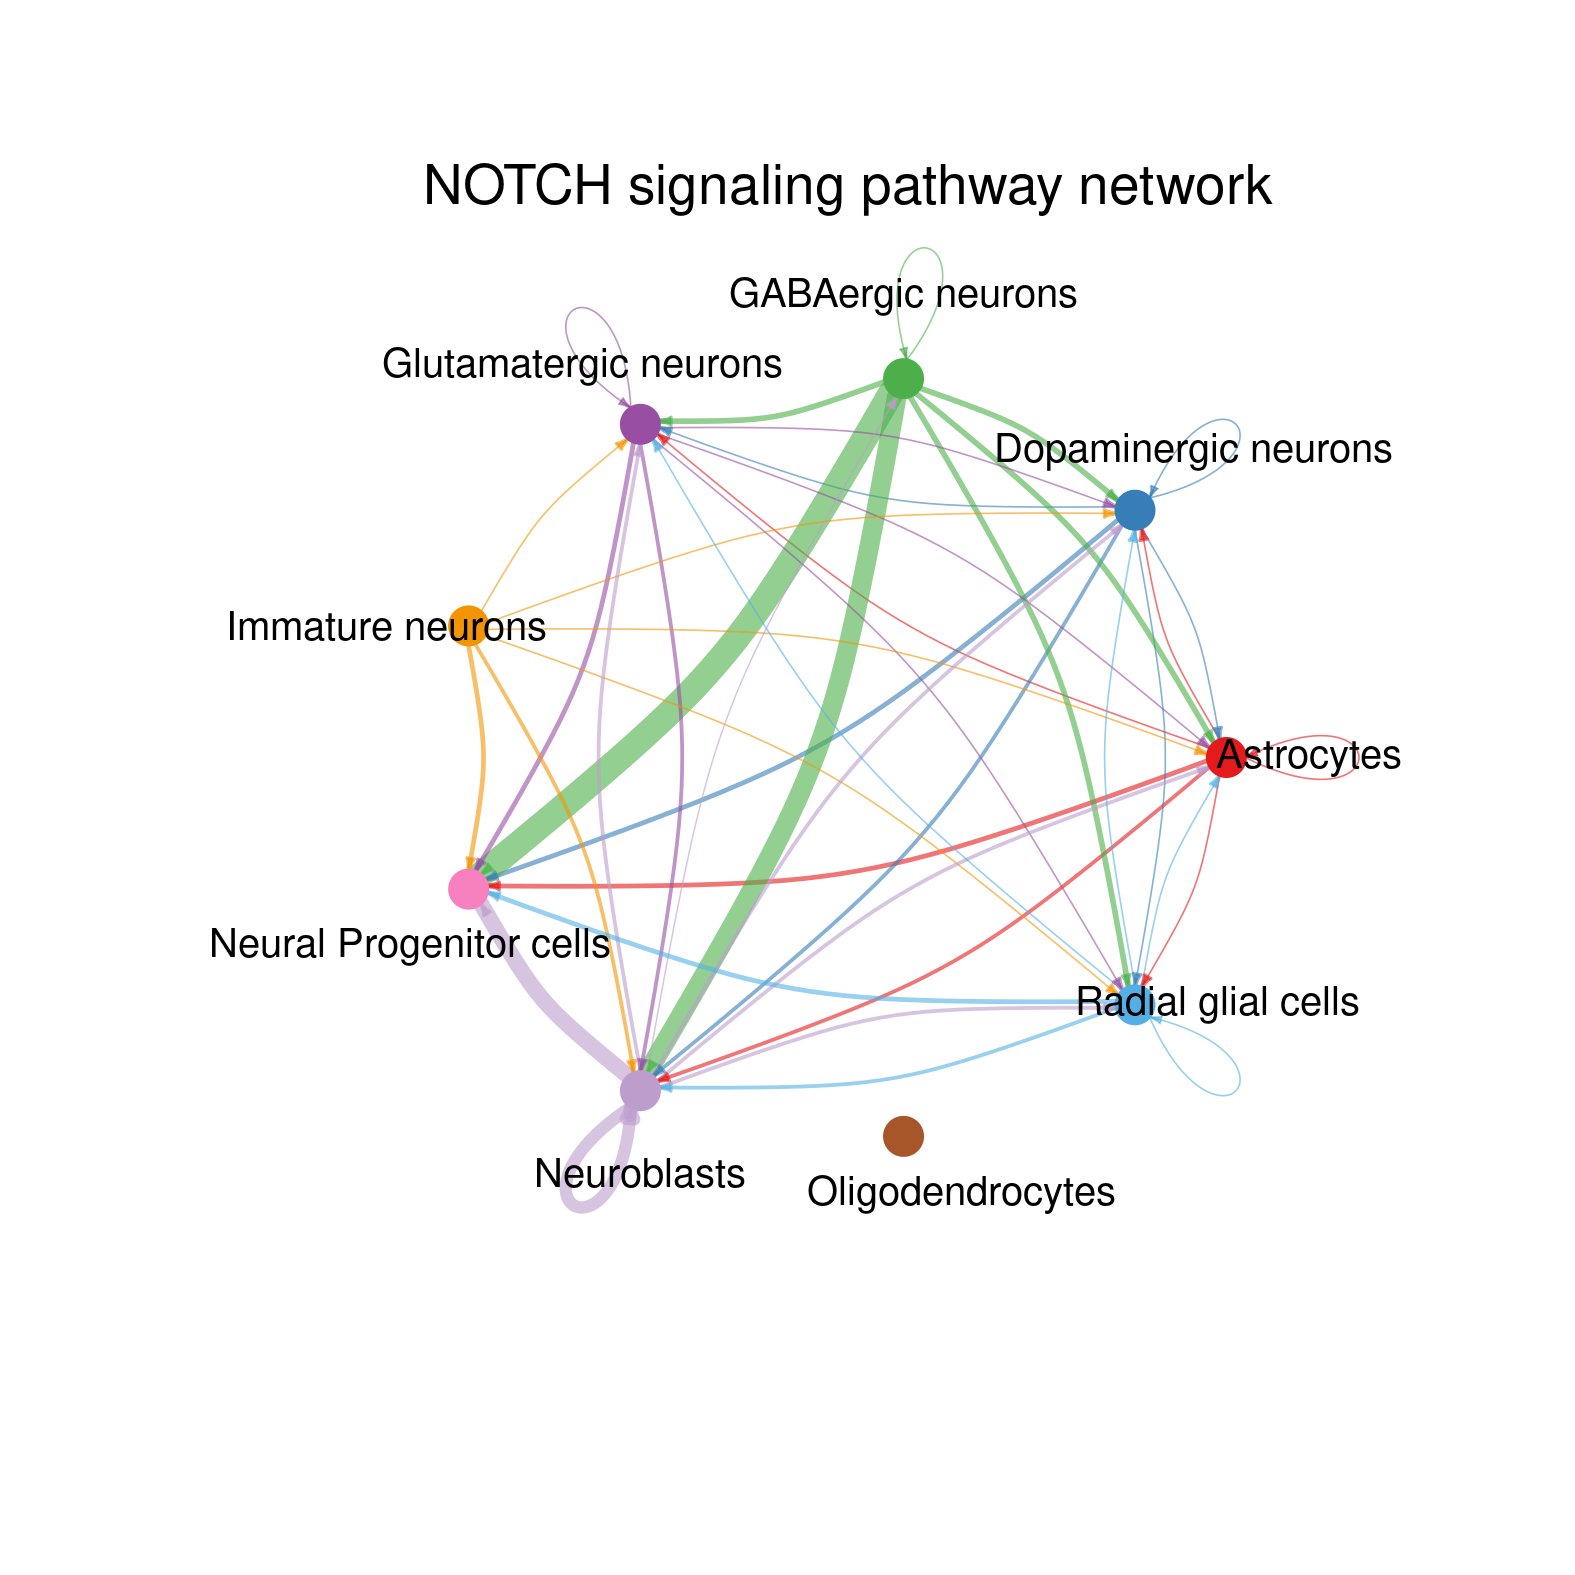 NOTCH signaling pathway network
GABAergic neurons
Glutamatergic neurons
Dopaminergic neurons
Immature neurons
Astrocytes
Neural Progenitor cells
Radial glial cells
Neuroblasts
Oligodendrocytes